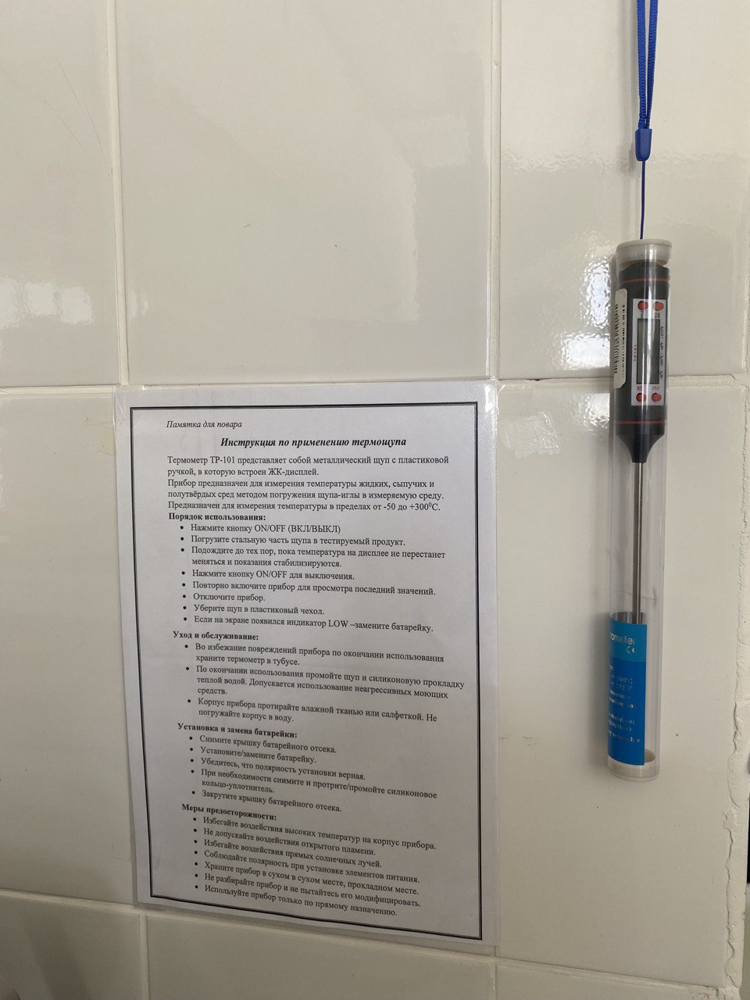 Памятка для повара
Инструкция по применению термощупа
Термометр ТР-101 представляет собой металлический щуп с пластиковой
ручкой, в которую встроен ЖК-дисплей.
Прибор предназначен для измерения температуры жидких, сыпучих и
полутвёрдых сред методом погружения щупа-иглы в измеряемую среду.
Предназначен для измерения температуры в пределах от -50 до +300⁰С.
Порядок использования:
• Нажмите кнопку ON/OFF (ВКЛ/ВЫКЛ)
• Погрузите стальную часть щупа в тестируемый продукт.
• Подождите до тех пор, пока температура на дисплее не перестанет
меняться и показания стабилизируются.
• Нажмите кнопку ON/OFF для выключения.
• Повторно включите прибор для просмотра последний значений.
• Отключите прибор.
• Уберите щуп в пластиковый чехол.
• Если на экране появился индикатор LOW –замените батарейку.
Уход и обслуживание:
• Во избежание повреждений прибора по окончании использования
храните термометр в тубусе.
• По окончании использования промойте щуп и силиконовую прокладку
теплой водой. Допускается использование неагрессивных моющих
средств.
• Корпус прибора протирайте влажной тканью или салфеткой. Не
погружайте корпус в воду.
Установка и замена батарейки:
• Снимите крышку батарейного отсека.
• Установите/замените батарейку.
• Убедитесь, что полярность установки верная.
• При необходимости снимите и протрите/промойте силиконовое
кольцо-уплотнитель.
• Закрутите крышку батарейного отсека.
Меры предосторожности:
• Избегайте воздействия высоких температур на корпус прибора.
• Не допускайте воздействия открытого пламени.
• Избегайте воздействия прямых солнечных лучей.
• Соблюдайте полярность при установке элементов питания.
• Храните прибор в сухом в сухом месте, прохладном месте.
• Не разбирайте прибор и не пытайтесь его модифицировать.
• Используйте прибор только по прямому назначению.